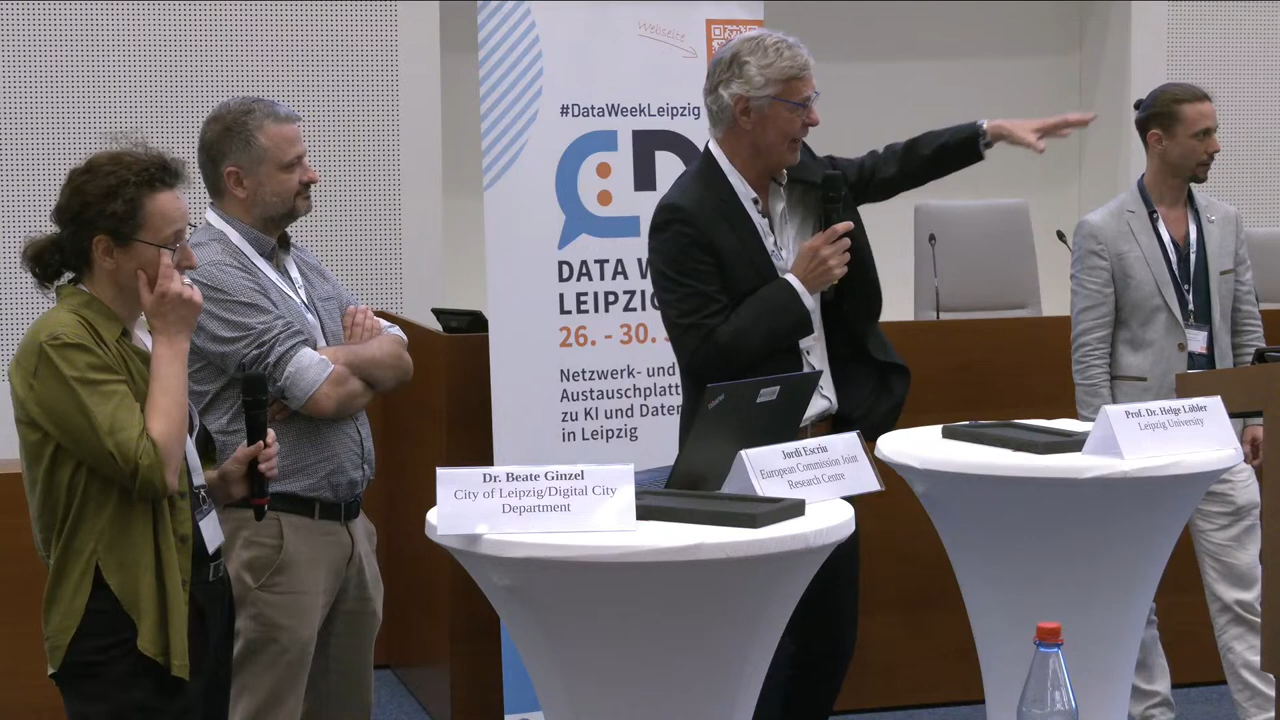 Webseite
#DataWeekLeipzig
DATA
LEIPZIG
26. - 30.
Netzwerk- und
Austauschplatt
zu KI und Daten
in Leipzig
Dr. Beate Ginzel
City of Leipzig/Digital City
Department
Jordi Escriu
European Commission Joint
Research Centre
Prof. Dr. Helge Löbler
Leipzig University